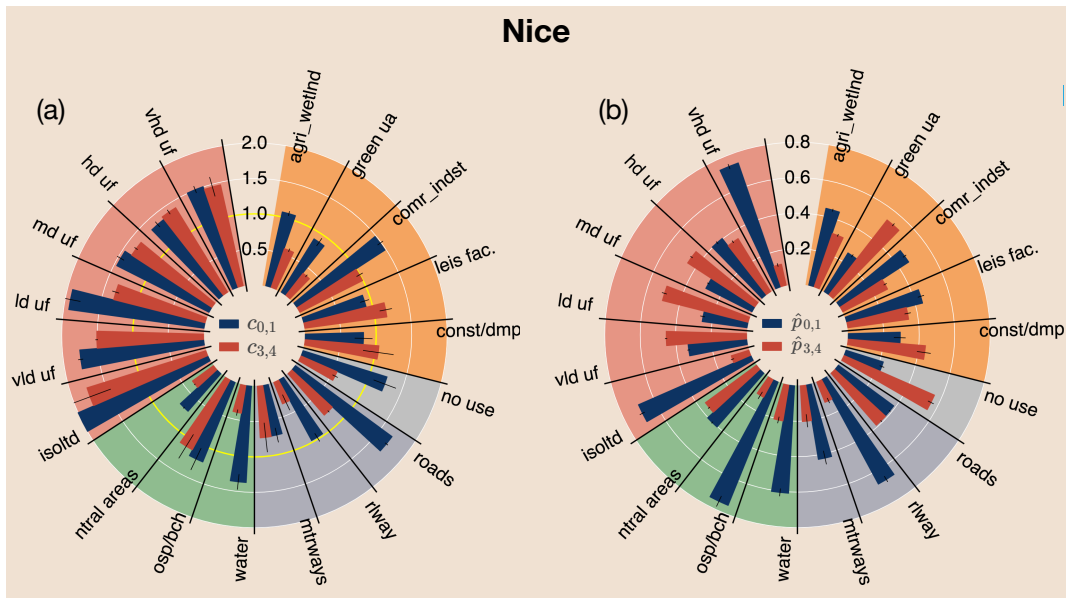 Nice
(a)
agri_wetlnd
green ua
comr_indst
leis fac.
const/dmp
no use
roads
rlway
mtrways
water
osp/bch
ntral areas
isoltd
vld uf
ld uf
md uf
hd uf
vhd uf
2.0
1.5
1.0
0.5
c0,1
c3,4
(b)
agri_wetlnd
green ua
comr_indst
leis fac.
const/dmp
no use
roads
rlway
mtrways
water
osp/bch
ntral areas
isoltd
vld uf
ld uf
md uf
hd uf
vhd uf
0.8
0.6
0.4
0.2
p̂0,1
p̂3,4